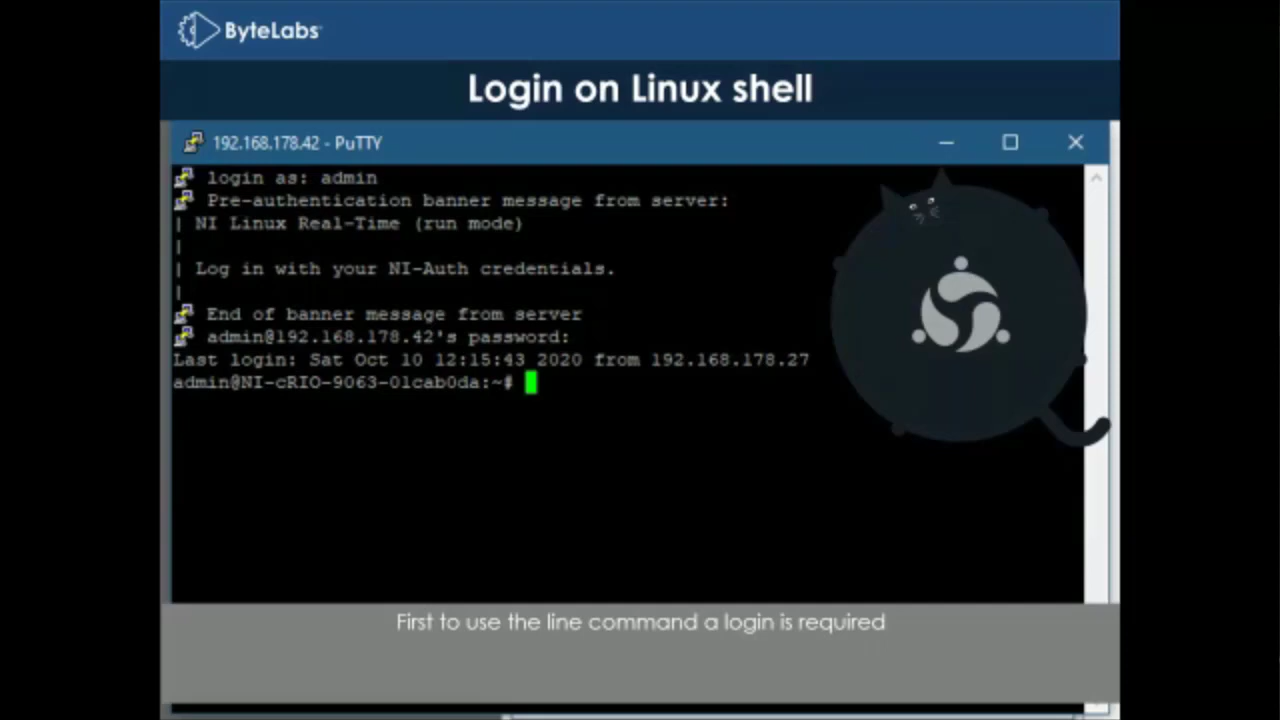 ByteLabs
Login on Linux shell
192.168.178.42 - PuTTY
login as: admin
Pre-authentication banner message from server:
| NI Linux Real-Time (run mode)
|
| Log in with your NI-Auth credentials.
|
End of banner message from server
admin@192.168.178.42's password:
Last login: Sat Oct 10 12:15:43 2020 from 192.168.178.27
admin@NI-cRIO-9063-01cab0da:~#
First to use the line command a login is required